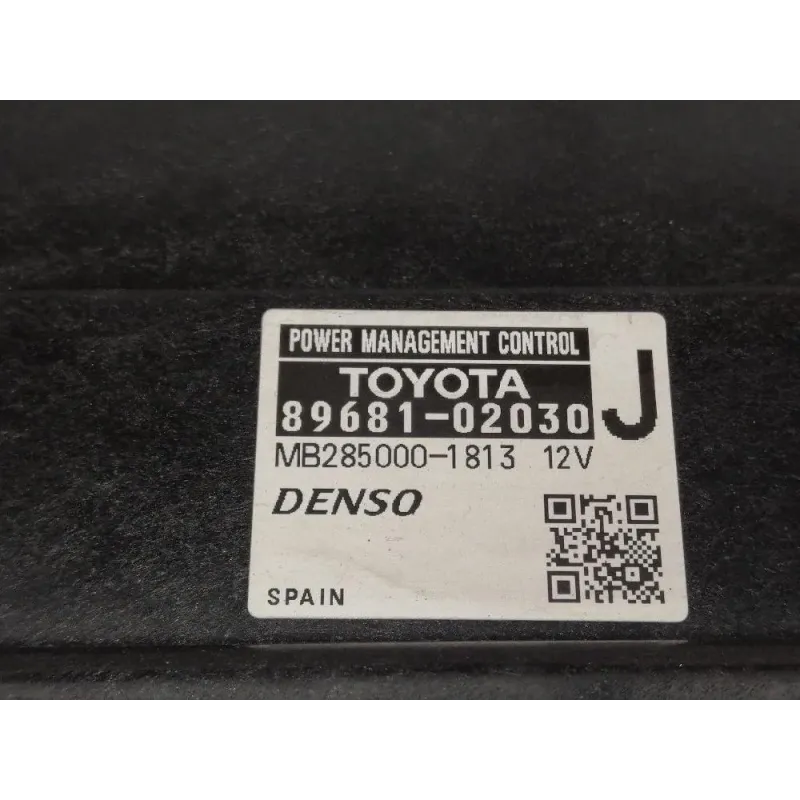 POWER MANAGEMENT CONTROL
TOYOTA
89681-02030 J
MB285000-1813 12V
DENSO
SPAIN